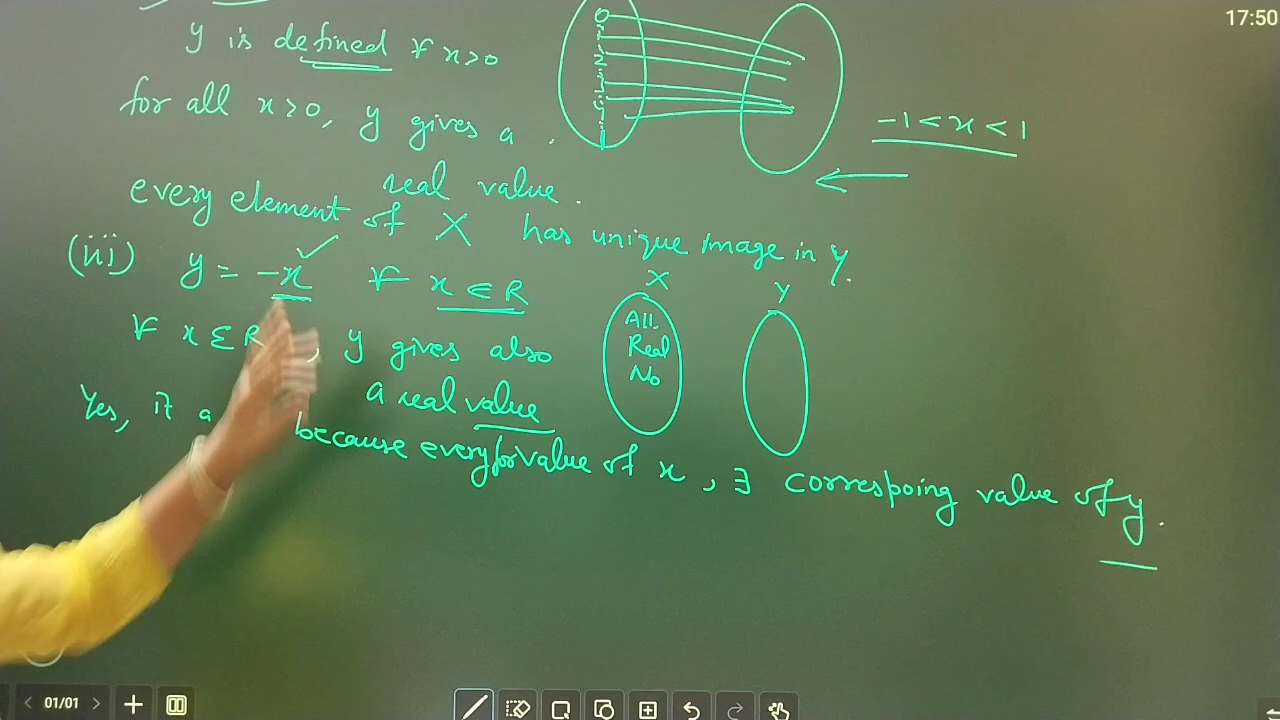 17:50
y is defined ∀ x>0
for all x>0, y gives a
real value.
-1 < x < 1
every element of X has unique image in Y.
(iii) y = -x ∀ x ∈ R
X
Y
All
Real
No
∀ x ∈ R, y gives also
a real value
Yes, it a
because every for value of x, ∃ correspoing value of y.
01/01